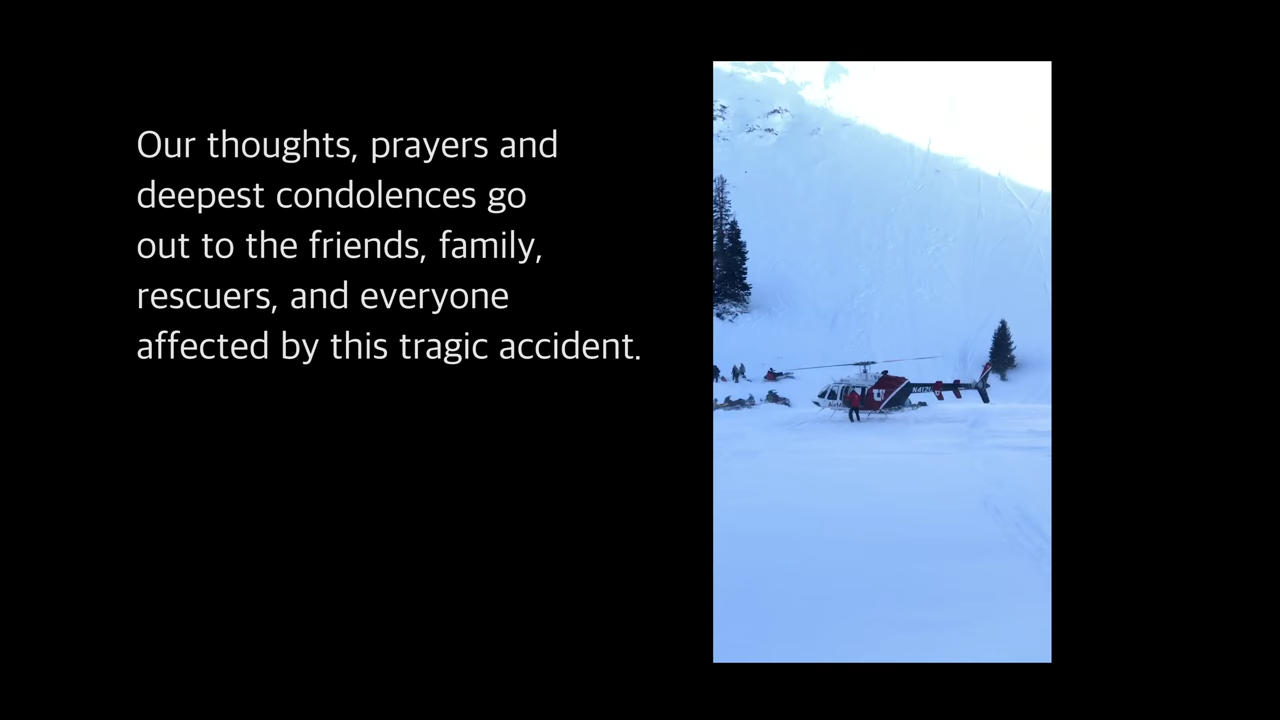 Our thoughts, prayers and
deepest condolences go
out to the friends, family,
rescuers, and everyone
affected by this tragic accident.
U